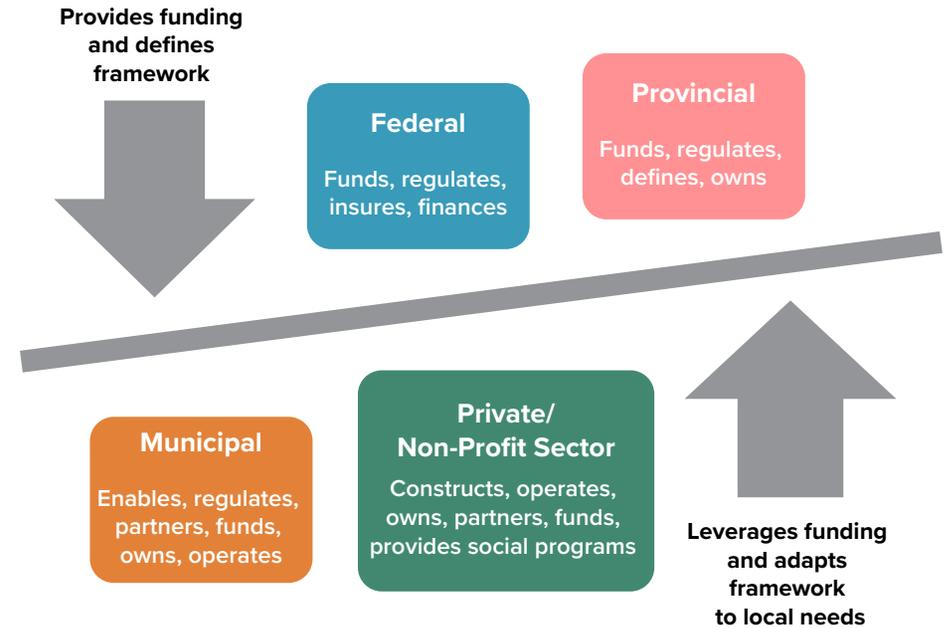 Provides funding
and defines
framework
Federal
Funds, regulates,
insures, finances
Provincial
Funds, regulates,
defines, owns
Municipal
Enables, regulates,
partners, funds,
owns, operates
Private/
Non-Profit Sector
Constructs, operates,
owns, partners, funds,
provides social programs
Leverages funding
and adapts
framework
to local needs